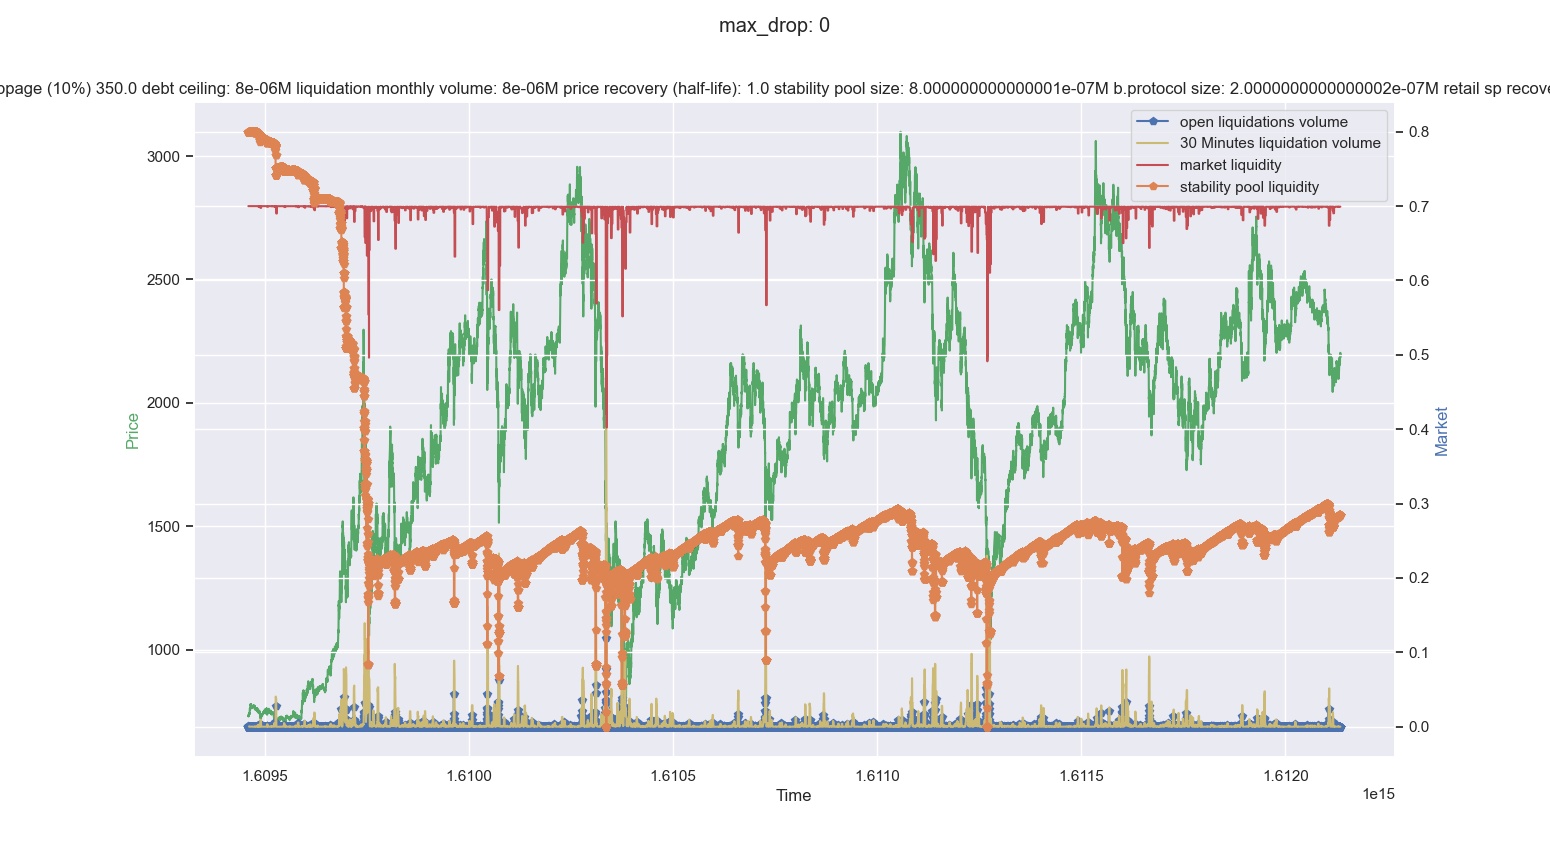 max_drop: 0
(10%) 350.0 debt ceiling: 8e-06M liquidation monthly volume: 8e-06M price recovery (half-life): 1.0 stability pool size: 8.000000000000001e-07M b.protocol size: 2.0000000000000002e-07M retail sp
open liquidations volume
30 Minutes liquidation volume
market liquidity
stability pool liquidity
3000
2500
2000
1500
1000
Price
0.8
0.7
0.6
0.5
0.4
0.3
0.2
0.1
0.0
Market
1.6095 1.6100 1.6105 1.6110 1.6115 1.6120
1e15
Time